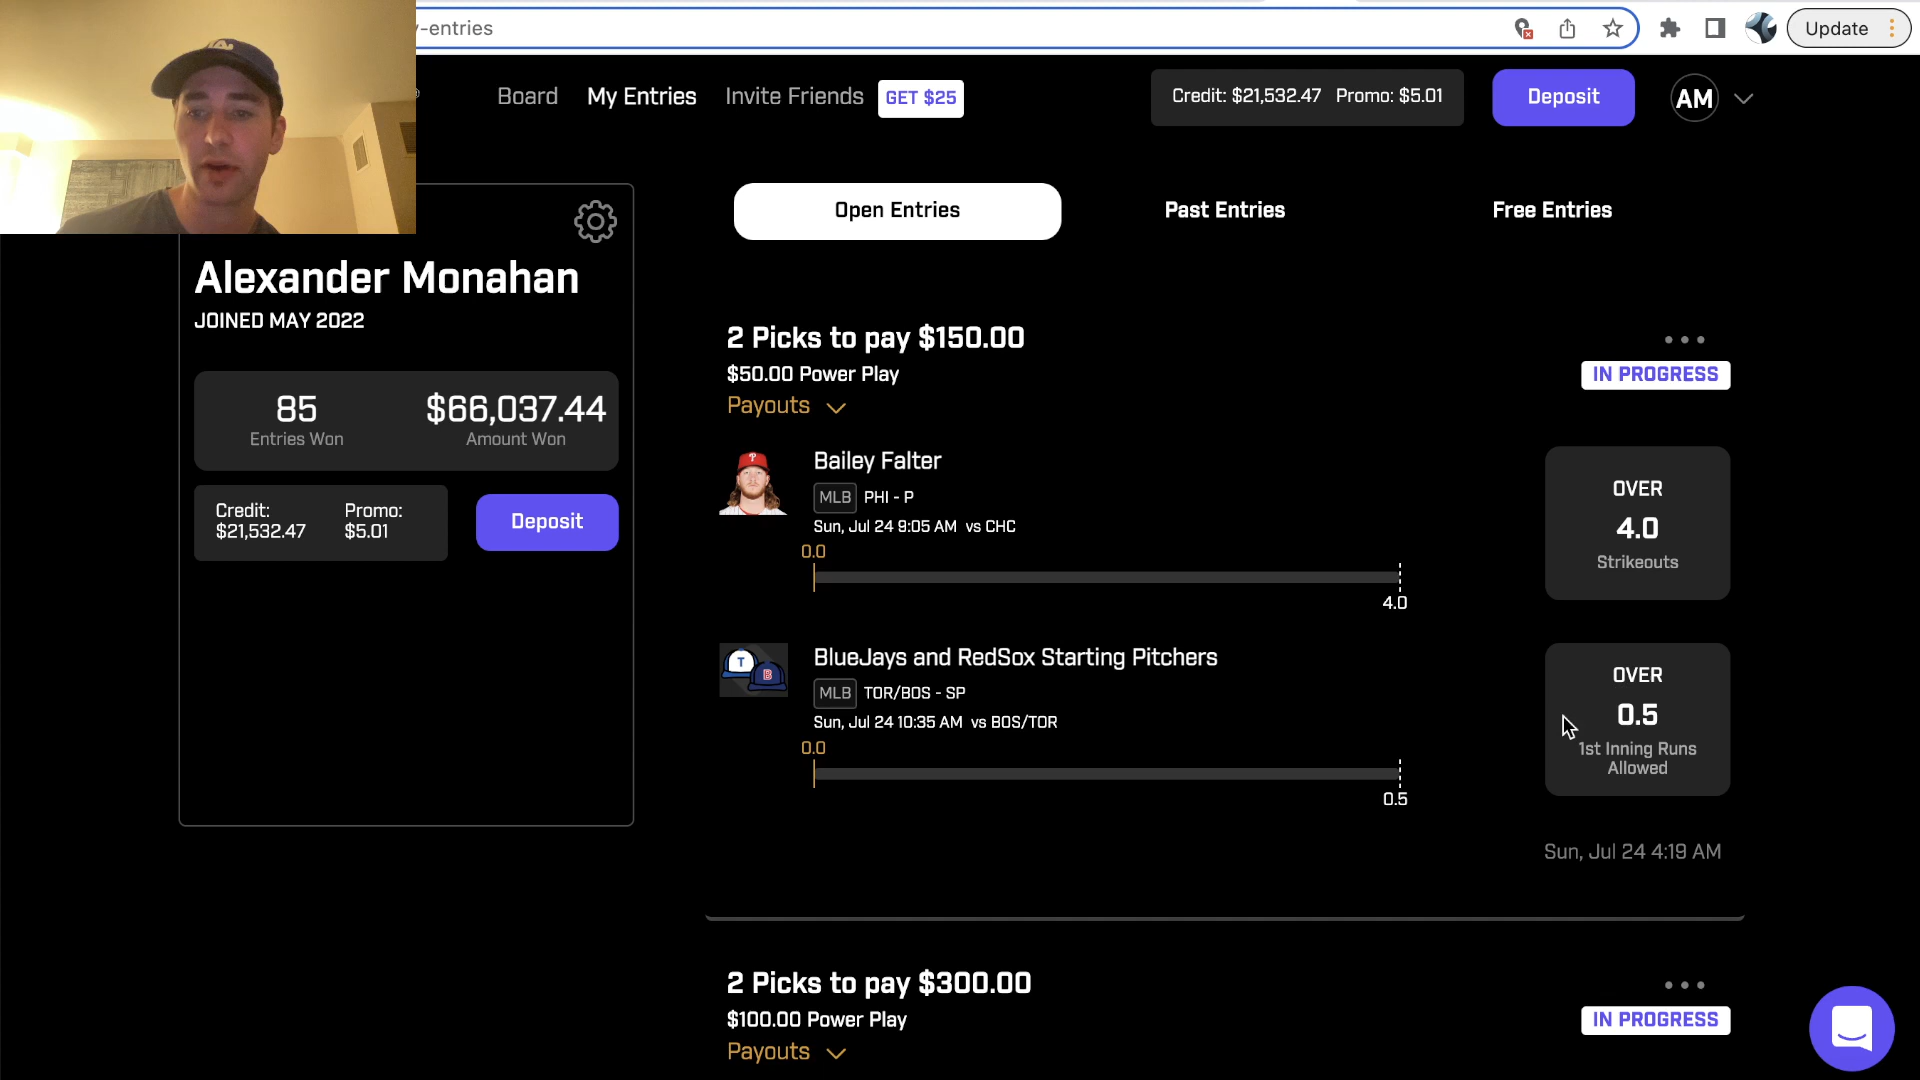 -entries
Update
Board
My Entries
Invite Friends
GET $25
Credit: $21,532.47 Promo: $5.01
Deposit
AM
Open Entries
Past Entries
Free Entries
Alexander Monahan
JOINED MAY 2022
85
Entries Won
$66,037.44
Amount Won
Credit:
$21,532.47
Promo:
$5.01
Deposit
2 Picks to pay $150.00
$50.00 Power Play
Payouts
IN PROGRESS
Bailey Falter
MLB PHI - P
Sun, Jul 24 9:05 AM vs CHC
0.0
4.0
OVER
4.0
Strikeouts
BlueJays and RedSox Starting Pitchers
MLB TOR/BOS - SP
Sun, Jul 24 10:35 AM vs BOS/TOR
0.0
0.5
OVER
0.5
1st Inning Runs
Allowed
Sun, Jul 24 4:19 AM
2 Picks to pay $300.00
$100.00 Power Play
Payouts
IN PROGRESS